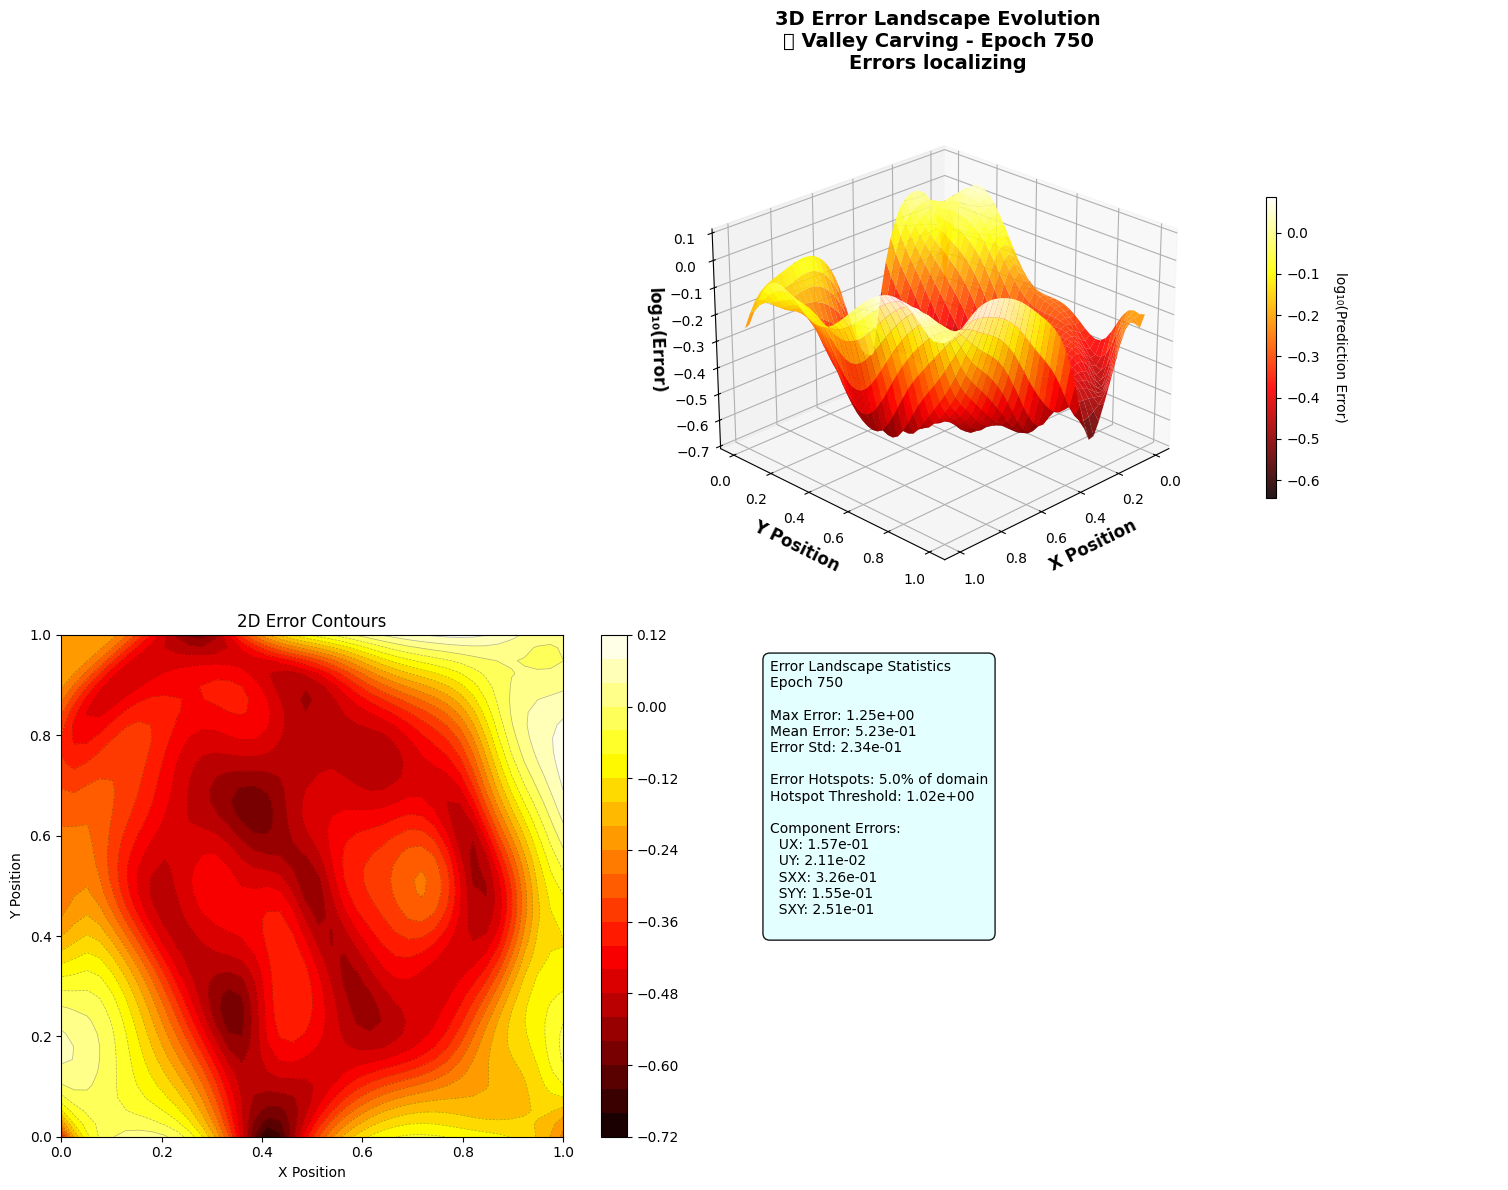 3D Error Landscape Evolution
▯ Valley Carving - Epoch 750
Errors localizing
0.1
0.0
−0.1
−0.2
−0.3
−0.4
−0.5
−0.6
−0.7
log₁₀(Error)
0.0
0.2
0.4
0.6
0.8
1.0
Y Position
0.0
0.2
0.4
0.6
0.8
1.0
X Position
0.0
−0.1
−0.2
−0.3
−0.4
−0.5
−0.6
log₁₀(Prediction Error)
2D Error Contours
1.0
0.8
0.6
0.4
0.2
0.0
Y Position
0.0
0.2
0.4
0.6
0.8
1.0
X Position
0.12
0.00
−0.12
−0.24
−0.36
−0.48
−0.60
−0.72
Error Landscape Statistics
Epoch 750
Max Error: 1.25e+00
Mean Error: 5.23e-01
Error Std: 2.34e-01
Error Hotspots: 5.0% of domain
Hotspot Threshold: 1.02e+00
Component Errors:
UX: 1.57e-01
UY: 2.11e-02
SXX: 3.26e-01
SYY: 1.55e-01
SXY: 2.51e-01